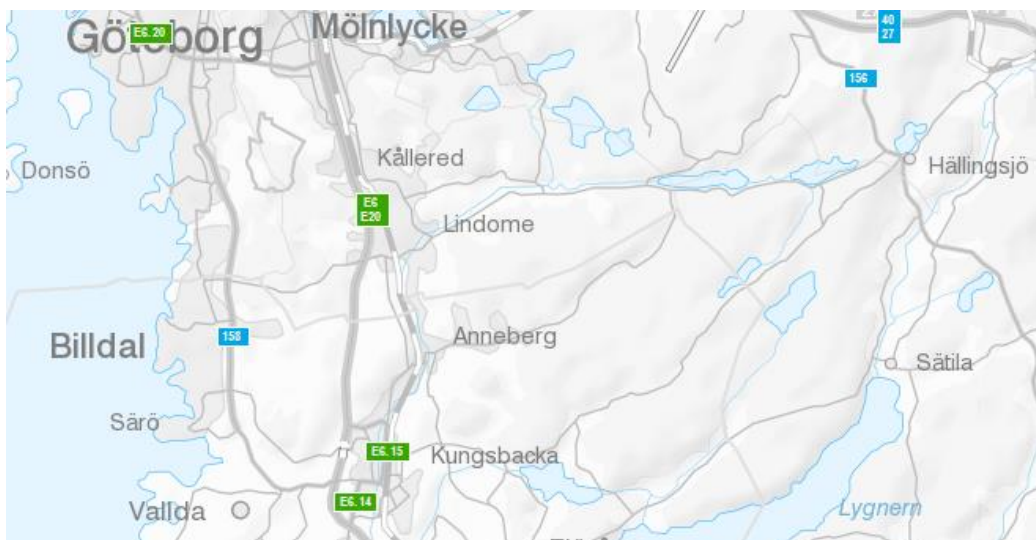 Göteborg
E6.20
Mölnlycke
40
27
156
Kållered
Hällingsjö
Donsö
E6
E20
Lindome
158
Anneberg
Billdal
Sätila
Särö
E6.15
Kungsbacka
E6.14
Vallda
Lygnern